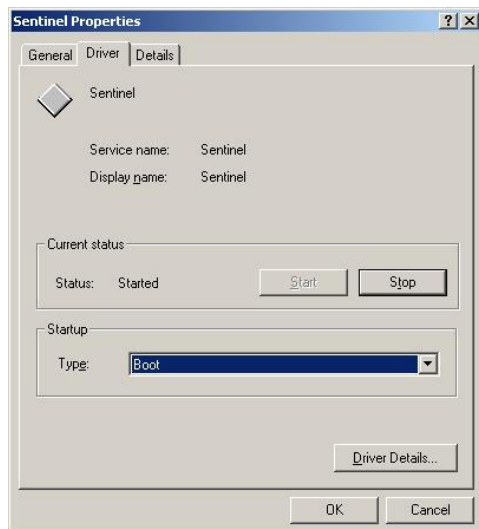 Sentinel Properties
General Driver Details
Sentinel
Service name: Sentinel
Display name: Sentinel
Current status
Status: Started Start Stop
Startup
Type: Boot
Driver Details...
OK Cancel